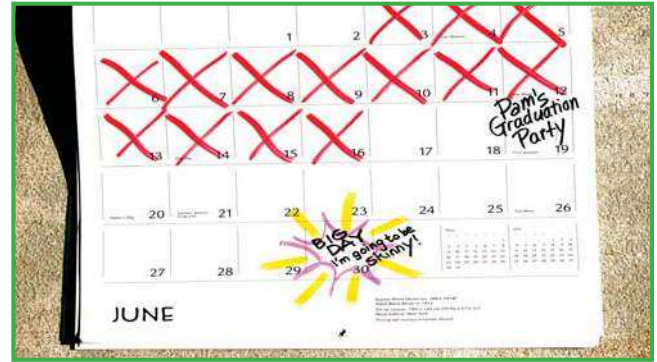 1 2 3 4 5
6 7 8 9 10 11 12
Pam's
Graduation
Party
13 14 15 16 17 18 19
20 21 22 23 24 25 26
BIG
DAY
I'm going to be
skinny!
27 28 29 30
JUNE